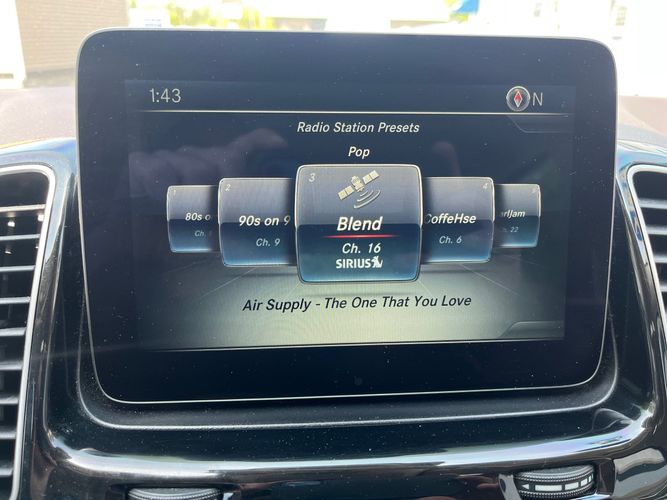 1:43
N
Radio Station Presets
Pop
1
80s o
Ch.
2
90s on 9
Ch. 9
3
Blend
Ch. 16
SIRIUS
4
CoffeHse
Ch. 6
arlJam
. 22
Air Supply - The One That You Love